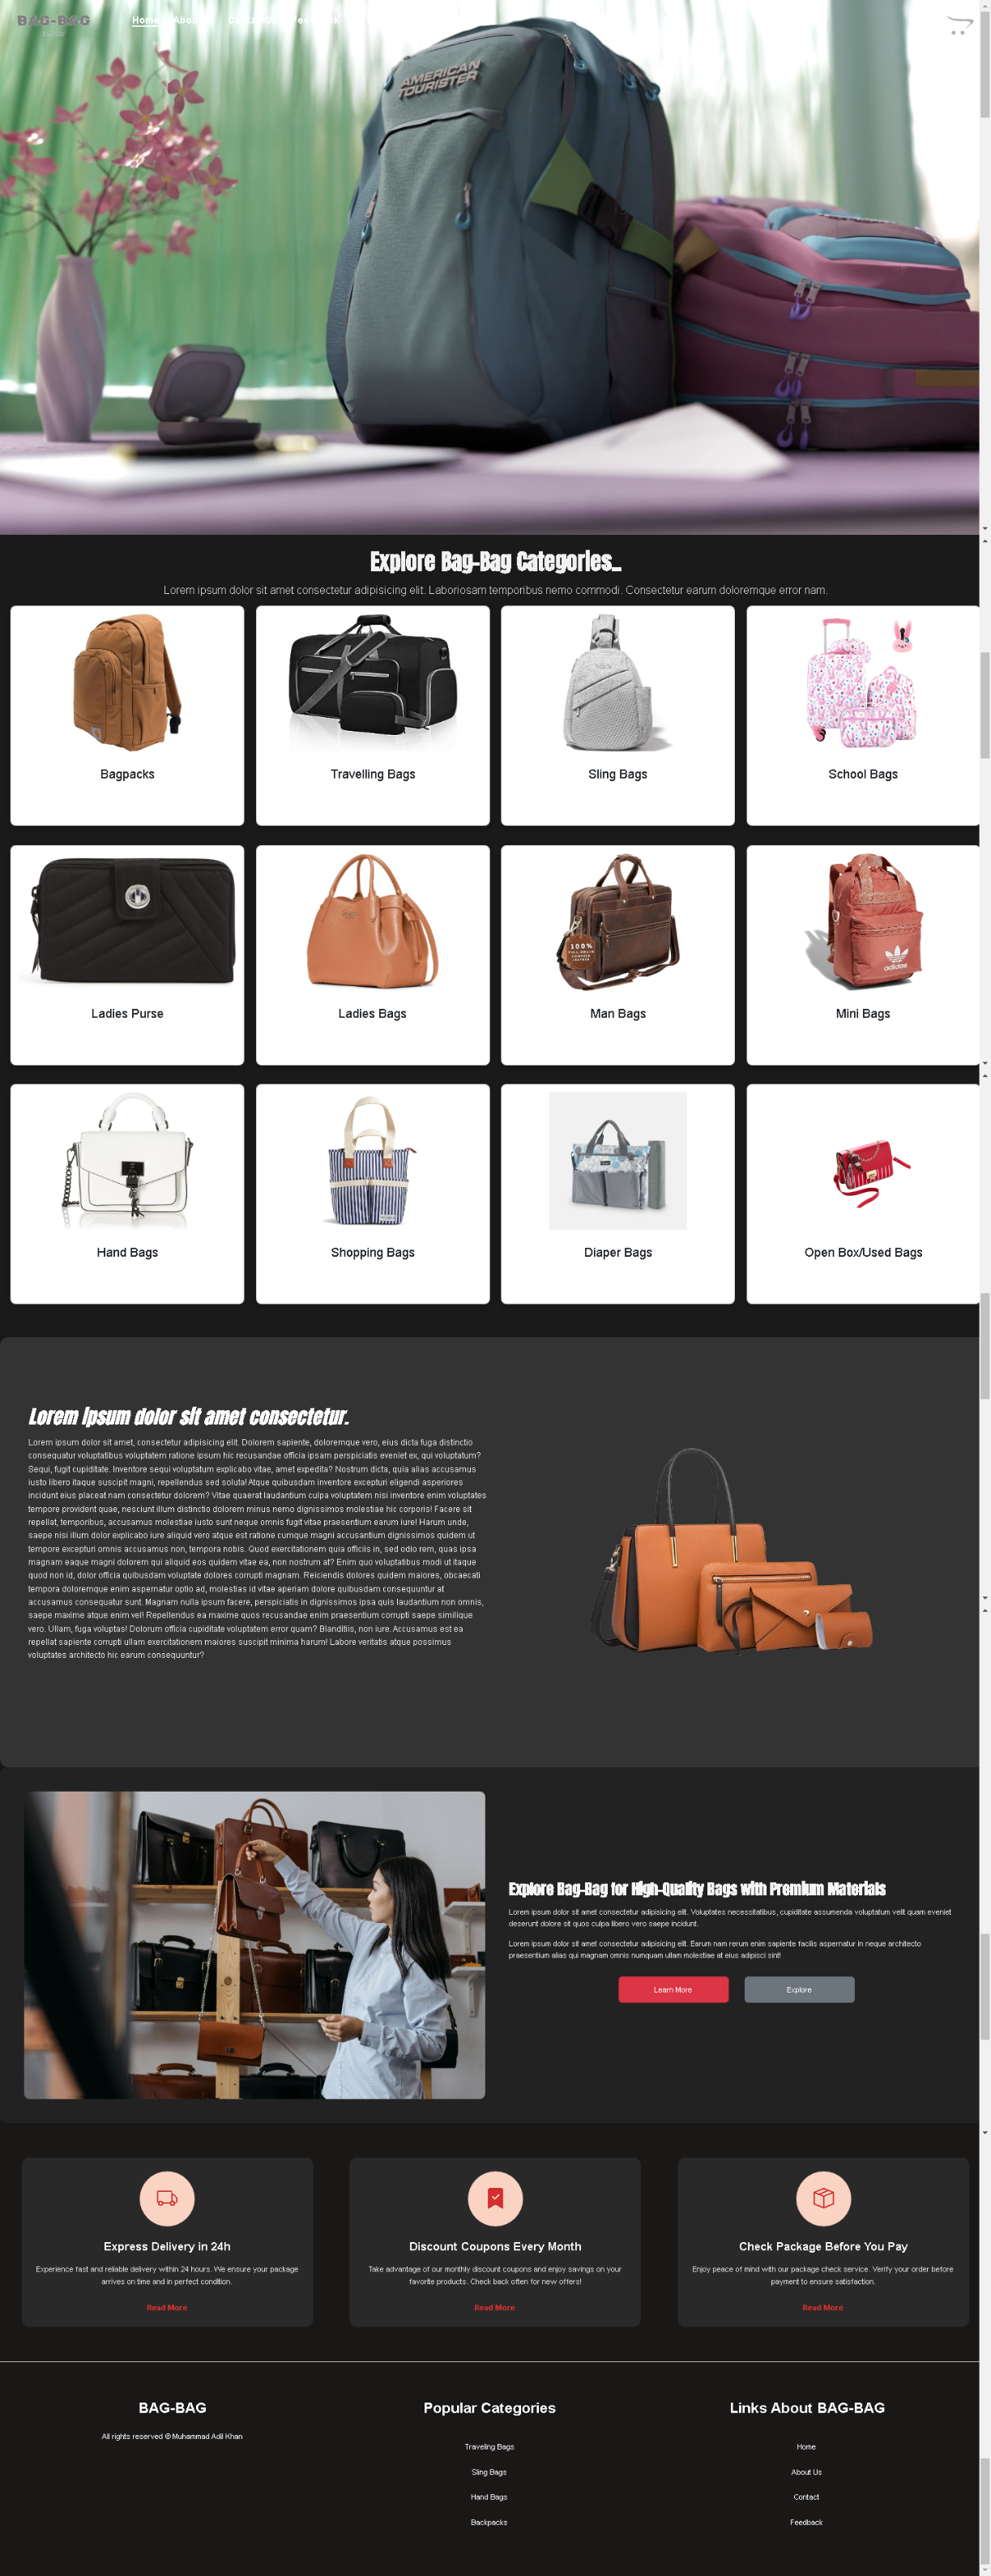 BAG-BAG
Home
AMERICAN
TOURISTER
Explore Bag-Bag Categories...
Lorem ipsum dolor sit amet consectetur adipisicing elit. Laboriosam temporibus nemo commodi. Consectetur earum doloremque error nam.
Bagpacks
Travelling Bags
Sling Bags
School Bags
Ladies Purse
Ladies Bags
100%
Man Bags
adidas
Mini Bags
Hand Bags
Shopping Bags
Diaper Bags
Open Box/Used Bags
Lorem ipsum dolor sit amet consectetur.
Lorem ipsum dolor sit amet, consectetur adipisicing elit. Dolorem sapiente, doloremque vero, eius dicta fuga distinctio
consequatur voluptatibus voluptatem ratione ipsum hic recusandae officia ipsam perspiciatis eveniet ex, qui voluptatum?
Sequi, fugit cupiditate. Inventore sequi voluptatum explicabo vitae, amet expedita? Nostrum dicta, quia alias accusamus
iusto libero itaque suscipit magni, repellendus sed soluta! Atque quibusdam inventore excepturi eligendi asperiores
incidunt eius placeat nam consectetur dolorem? Vitae quaerat laudantium culpa voluptatem nisi inventore enim voluptates
tempore provident quae, nesciunt illum distinctio dolorem minus nemo dignissimos molestiae hic corporis! Facere sit
repellat, temporibus, accusamus molestiae iusto sunt neque omnis fugit vitae praesentium earum iure! Harum unde,
saepe nisi illum dolor explicabo iure aliquid vero atque est ratione cumque magni accusantium dignissimos quidem ut
tempore excepturi omnis accusamus non, tempora nobis. Quod exercitationem quia officiis in, sed odio rem, quas ipsa
magnam eaque magni dolorem qui aliquid eos quidem vitae ea, non nostrum at? Enim quo voluptatibus modi ut itaque
quod non id, dolor officia quibusdam voluptate dolores corrupti magnam. Reiciendis dolores quidem maiores, obcaecati
tempora doloremque enim aspernatur optio ad, molestias id vitae aperiam dolore quibusdam consequuntur at
accusamus consequatur sunt. Magnam nulla ipsum facere, perspiciatis in dignissimos ipsa quis laudantium non omnis,
saepe maxime atque enim vel! Repellendus ea maxime quos recusandae enim praesentium corrupti saepe similique
vero. Ullam, fuga voluptas! Dolorum officia cupiditate voluptatem error quam? Blanditiis, non iure. Accusamus est ea
repellat sapiente corrupti ullam exercitationem maiores suscipit minima harum! Labore veritatis atque possimus
voluptates architecto hic earum consequuntur?
Explore Bag-Bag for High-Quality Bags with Premium Materials
Lorem ipsum dolor sit amet consectetur adipisicing elit. Voluptates necessitatibus, cupiditate assumenda voluptatum velit quam eveniet
deserunt dolore sit quos culpa libero vero saepe incidunt.
Lorem ipsum dolor sit amet consectetur adipisicing elit. Earum nam rerum enim sapiente facilis aspernatur in neque architecto
praesentium alias qui magnam omnis numquam ullam molestiae at eius adipisci sint!
Learn More
Explore
Express Delivery in 24h
Experience fast and reliable delivery within 24 hours. We ensure your package
arrives on time and in perfect condition.
Read More
Discount Coupons Every Month
Take advantage of our monthly discount coupons and enjoy savings on your
favorite products. Check back often for new offers!
Read More
Check Package Before You Pay
Enjoy peace of mind with our package check service. Verify your order before
payment to ensure satisfaction.
Read More
BAG-BAG
All rights reserved @ Muhammad Adil Khan
Popular Categories
Traveling Bags
Sling Bags
Hand Bags
Backpacks
Links About BAG-BAG
Home
About Us
Contact
Feedback